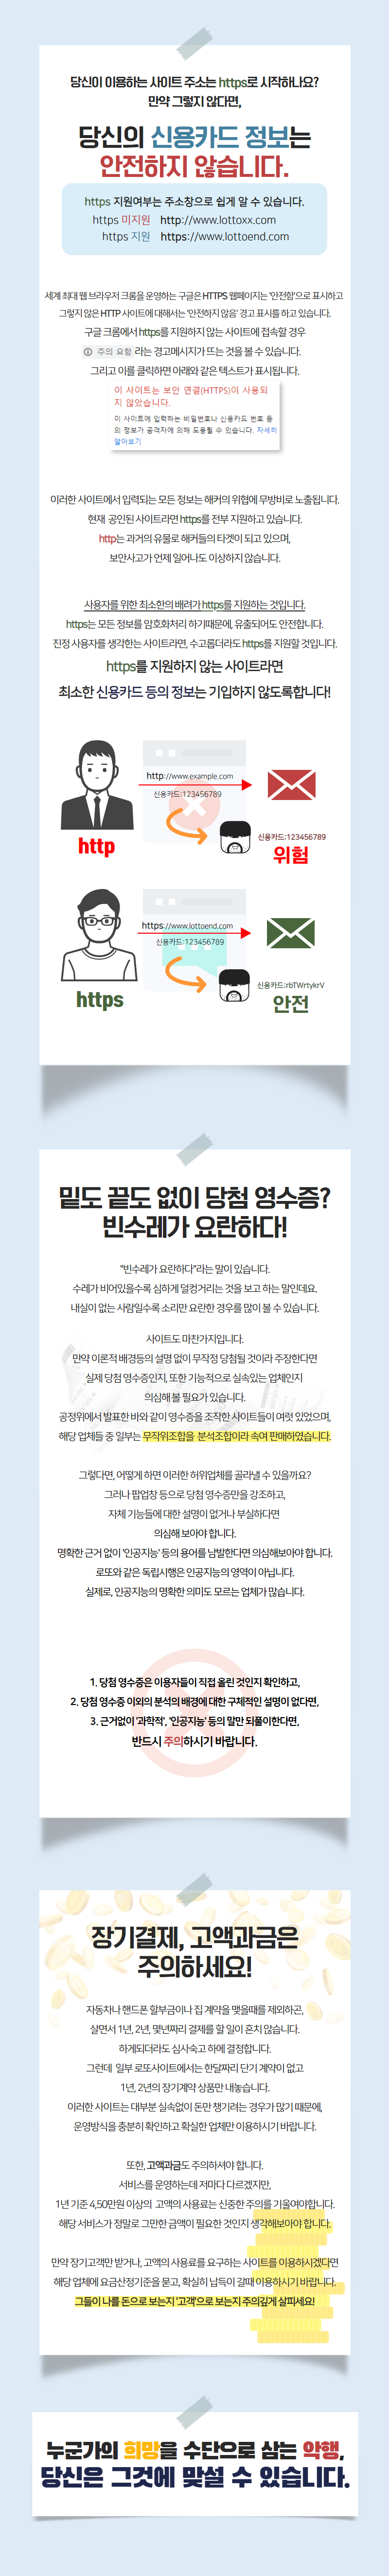 당신이 이용하는 사이트 주소는 https로 시작하나요?
만약 그렇지 않다면,
당신의 신용카드 정보는
안전하지 않습니다.
https 지원여부는 주소창으로 쉽게 알 수 있습니다.
https 미지원 http://www.lottoxx.com
https 지원 https://www.lottoend.com
세계 최대 웹 브라우저 크롬을 운영하는 구글은 HTTPS 웹페이지는 '안전함'으로 표시하고
그렇지 않은 HTTP 사이트에 대해서는 '안전하지 않음' 경고 표시를 하고 있습니다.
구글 크롬에서 https를 지원하지 않는 사이트에 접속할 경우
주의 요함 라는 경고메시지가 뜨는 것을 볼 수 있습니다.
그리고 이를 클릭하면 아래와 같은 텍스트가 표시됩니다.
이 사이트는 보안 연결(HTTPS)이 사용되
지 않았습니다.
이 사이트에 입력하는 비밀번호나 신용카드 번호 등
의 정보가 공격자에 의해 도용될 수 있습니다. 자세히
알아보기
이러한 사이트에서 입력되는 모든 정보는 해커의 위협에 무방비로 노출됩니다.
현재 공인된 사이트라면 https를 전부 지원하고 있습니다.
http는 과거의 유물로 해커들의 타겟이 되고 있으며,
보안사고가 언제 일어나도 이상하지 않습니다.
사용자를 위한 최소한의 배려가 https를 지원하는 것입니다.
https는 모든 정보를 암호화처리 하기때문에, 유출되어도 안전합니다.
진정 사용자를 생각한는 사이트라면, 수고롭더라도 https를 지원할 것입니다.
https를 지원하지 않는 사이트라면
최소한 신용카드 등의 정보는 기입하지 않도록합니다!
http://www.example.com
신용카드:123456789
신용카드:123456789
http
위험
https://www.lottoend.com
신용카드:123456789
신용카드:rbTWrtykrV
https
안전
밑도 끝도 없이 당첨 영수증?
빈수레가 요란하다!
"빈수레가 요란하다"라는 말이 있습니다.
수레가 비어있을수록 심하게 덜컹거리는 것을 보고 하는 말인데요.
내실이 없는 사람일수록 소리만 요란한 경우를 많이 볼 수 있습니다.
사이트도 마찬가지입니다.
만약 이론적 배경등의 설명 없이 무작정 당첨될 것이라 주장한다면
실제 당첨 영수증인지, 또한 기능적으로 실속있는 업체인지
의심해 볼 필요가 있습니다.
공정위에서 발표한 바와 같이 영수증을 조작한 사이트들이 여럿 있었으며,
해당 업체들 중 일부는 무작위조합을 분석조합이라 속여 판매하였습니다.
그렇다면, 어떻게 하면 이러한 허위업체를 골라낼 수 있을까요?
그러나 팝업창 등으로 당첨 영수증만을 강조하고,
자체 기능들에 대한 설명이 없거나 부실하다면
의심해 보아야 합니다.
명확한 근거 없이 '인공지능' 등의 용어를 남발한다면 의심해보아야 합니다.
로또와 같은 독립시행은 인공지능의 영역이 아닙니다.
실제로, 인공지능의 명확한 의미도 모르는 업체가 많습니다.
1. 당첨 영수증은 이용자들이 직접 올린 것인지 확인하고,
2. 당첨 영수증 이외의 분석의 배경에 대한 구체적인 설명이 없다면,
3. 근거없이 '과학적', '인공지능' 등의 말만 되풀이한다면,
반드시 주의하시기 바랍니다.
장기결제, 고액과금은
주의하세요!
자동차나 핸드폰 할부금이나 집 계약을 맺을때를 제외하곤,
살면서 1년, 2년, 몇년짜리 결제를 할 일이 흔치 않습니다.
하게되더라도 심사숙고 하에 결정합니다.
그런데 일부 로또사이트에서는 한달짜리 단기 계약이 없고
1년, 2년의 장기계약 상품만 내놓습니다.
이러한 사이트는 대부분 실속없이 돈만 챙기려는 경우가 많기 때문에,
운영방식을 충분히 확인하고 확실한 업체만 이용하시기 바랍니다.
또한, 고액과금도 주의하셔야 합니다.
서비스를 운영하는데 저마다 다르겠지만,
1년 기준 4,50만원 이상의 고액의 사용료는 신중한 주의를 기울여야합니다.
해당 서비스가 정말로 그만한 금액이 필요한 것인지 생각해보아야 합니다.
만약 장기고객만 받거나, 고액의 사용료를 요구하는 사이트를 이용하시겠다면
해당 업체에 요금산정기준을 묻고, 확실히 납득이 갈때 이용하시기 바랍니다.
그들이 나를 돈으로 보는지 '고객'으로 보는지 주의깊게 살피세요!
누군가의 희망을 수단으로 삼는 악행,
당신은 그것에 맞설 수 있습니다.